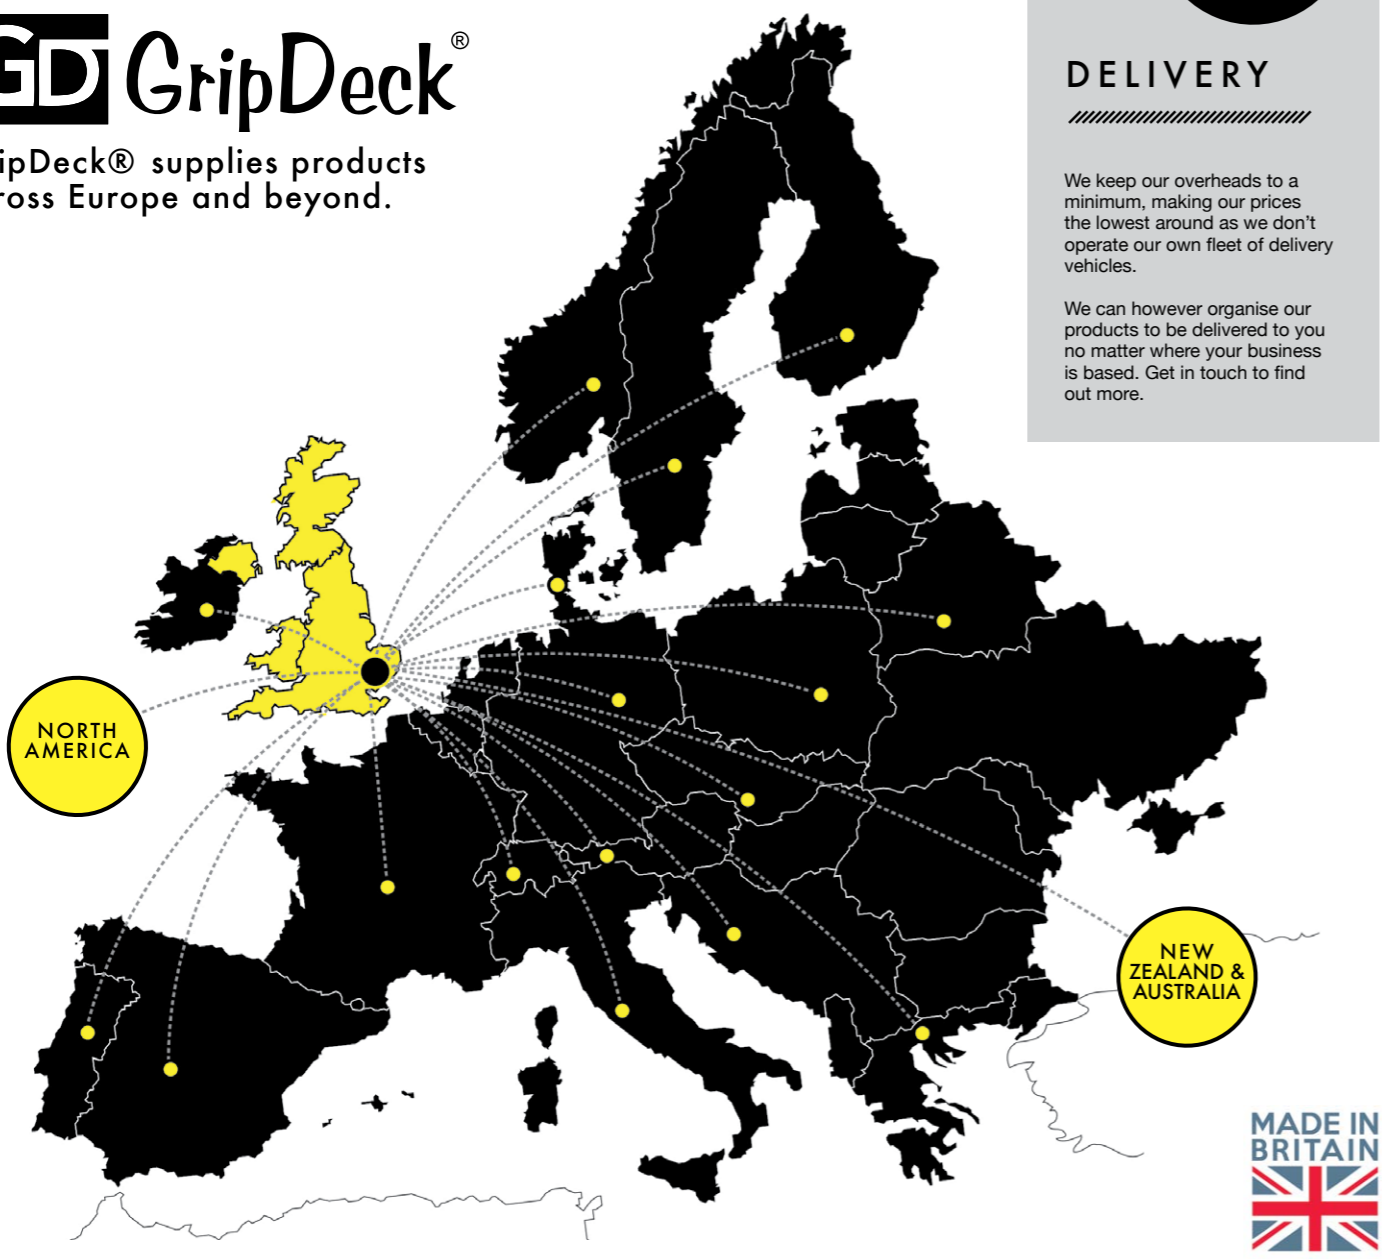 GD GripDeck®
ipDeck® supplies products
ross Europe and beyond.
DELIVERY
We keep our overheads to a
minimum, making our prices
the lowest around as we don't
operate our own fleet of delivery
vehicles.
We can however organise our
products to be delivered to you
no matter where your business
is based. Get in touch to find
out more.
NORTH
AMERICA
NEW
ZEALAND &
AUSTRALIA
MADE IN
BRITAIN